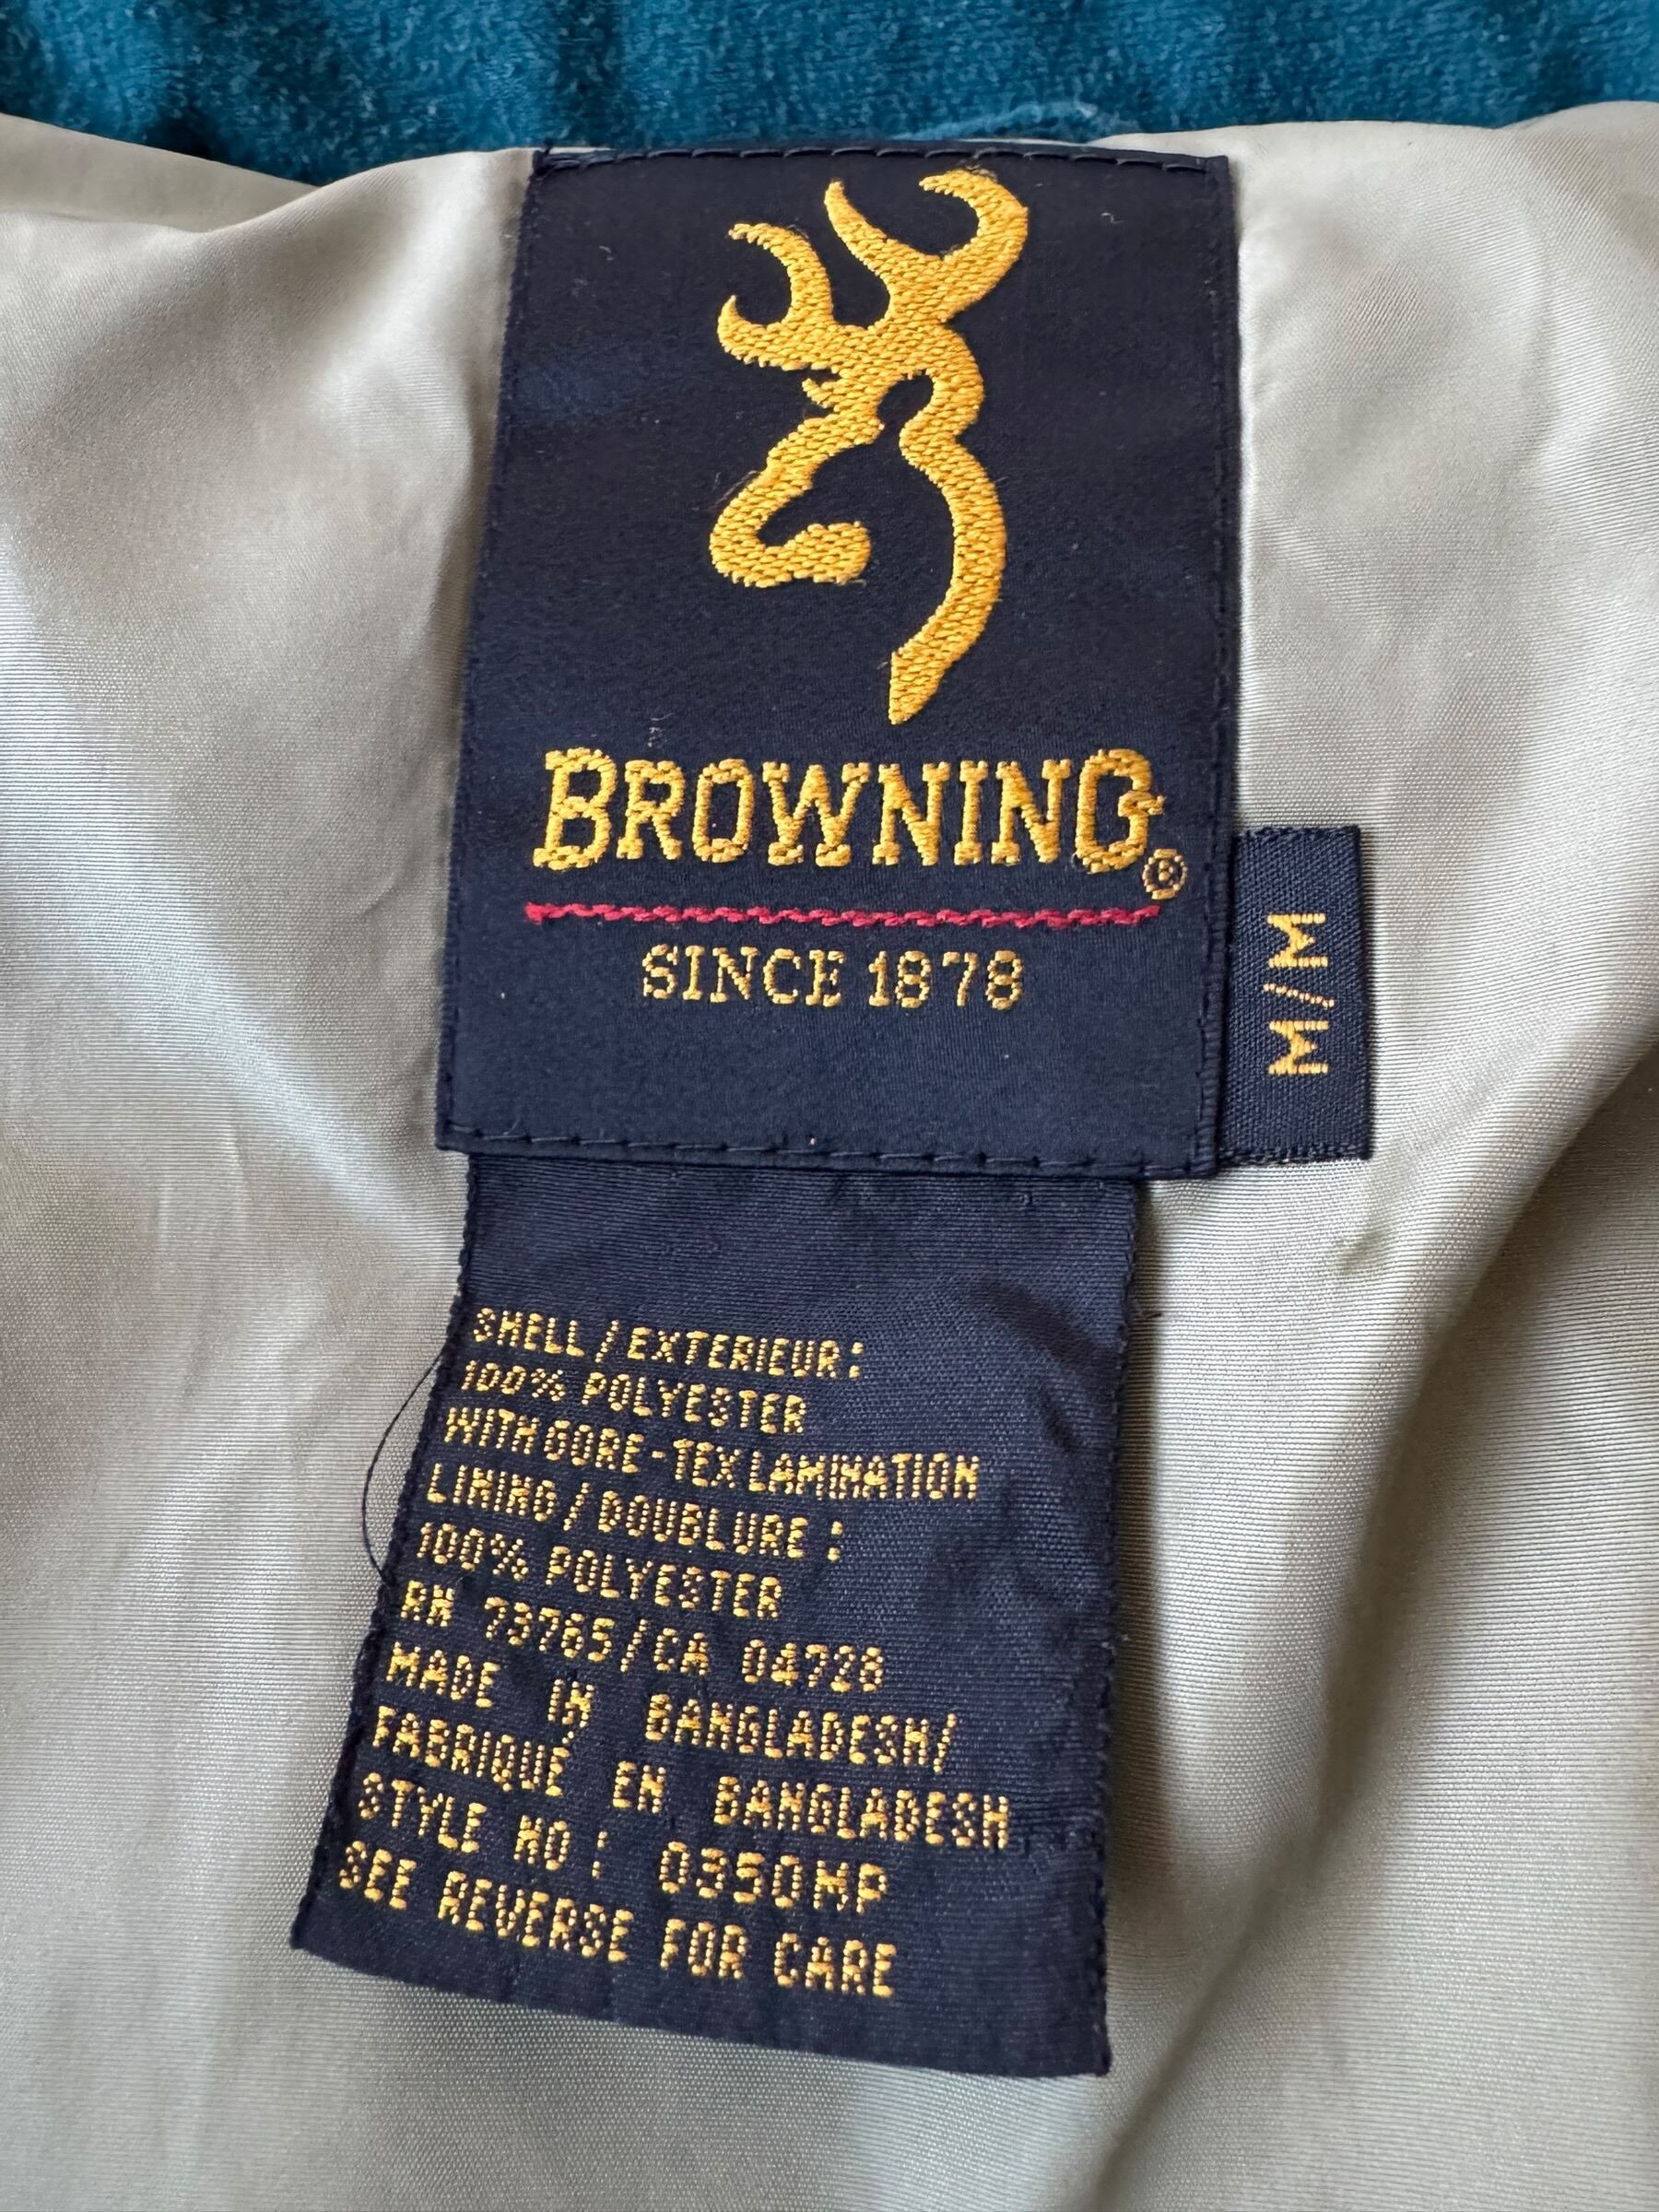 BROWNING®
SINCE 1878
M/M
SHELL/EXTERIEUR:
100% POLYESTER
WITH GORE-TEX LAMINATION
LINING/DOUBLURE:
100% POLYESTER
RN 73765/CA 04728
MADE IN BANGLADESH/
FABRIQUÉ EN BANGLADESH
STYLE NO: 0350MP
SEE REVERSE FOR CARE